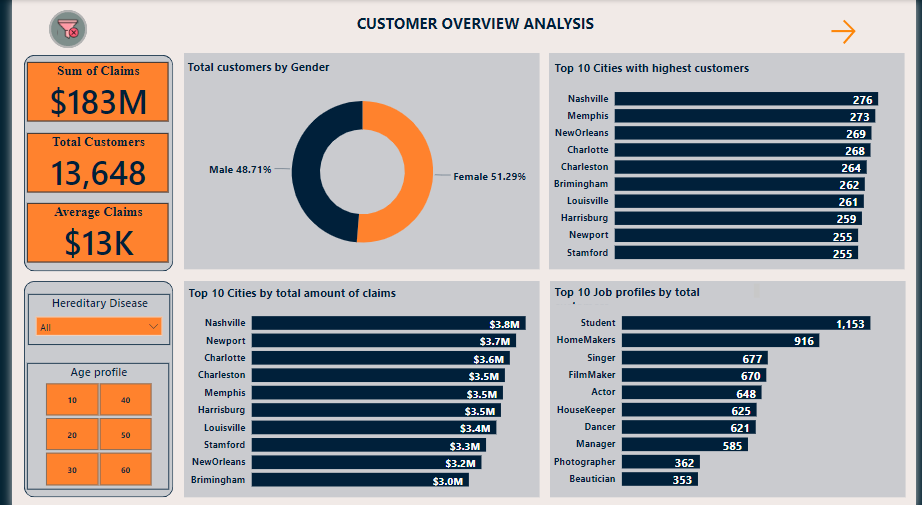 CUSTOMER OVERVIEW ANALYSIS
Sum of Claims
$183M
Total Customers
13,648
Average Claims
$13K
Hereditary Disease
All
Age profile
10 40
20 50
30 60
Total customers by Gender
Male 48.71%
Female 51.29%
Top 10 Cities with highest customers
Nashville 276
Memphis 273
NewOrleans 269
Charlotte 268
Charleston 264
Brimingham 262
Louisville 261
Harrisburg 259
Newport 255
Stamford 255
Top 10 Cities by total amount of claims
Nashville $3.8M
Newport $3.7M
Charlotte $3.6M
Charleston $3.5M
Memphis $3.5M
Harrisburg $3.5M
Louisville $3.4M
Stamford $3.3M
NewOrleans $3.2M
Brimingham $3.0M
Top 10 Job profiles by total
Student 1,153
HomeMakers 916
Singer 677
FilmMaker 670
Actor 648
HouseKeeper 625
Dancer 621
Manager 585
Photographer 362
Beautician 353